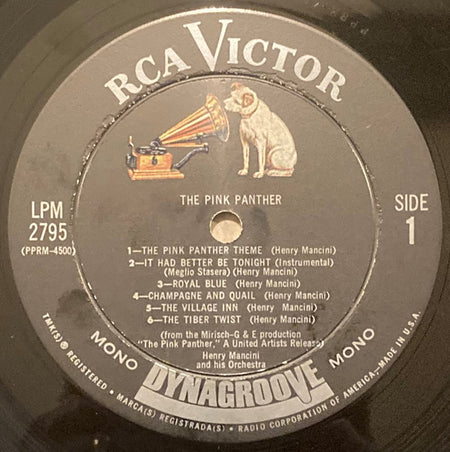 RCA VICTOR
THE PINK PANTHER
LPM
2795
(PPRM-4500)
SIDE
1
1—THE PINK PANTHER THEME (Henry Mancini)
2—IT HAD BETTER BE TONIGHT (Instrumental)
(Meglio Stasera) (Henry Mancini)
3—ROYAL BLUE (Henry Mancini)
4—CHAMPAGNE AND QUAIL (Henry Mancini)
5—THE VILLAGE INN (Henry Mancini)
6—THE TIBER TWIST (Henry Mancini)
(from the Mirisch-G & E production
"The Pink Panther," A United Artists Release)
Henry Mancini
and his Orchestra
MONO
DYNAGROOVE
MONO
TMK(S) ® REGISTERED • MARCA(S) REGISTRADA(S) • RADIO CORPORATION OF AMERICA—MADE IN U.S.A.